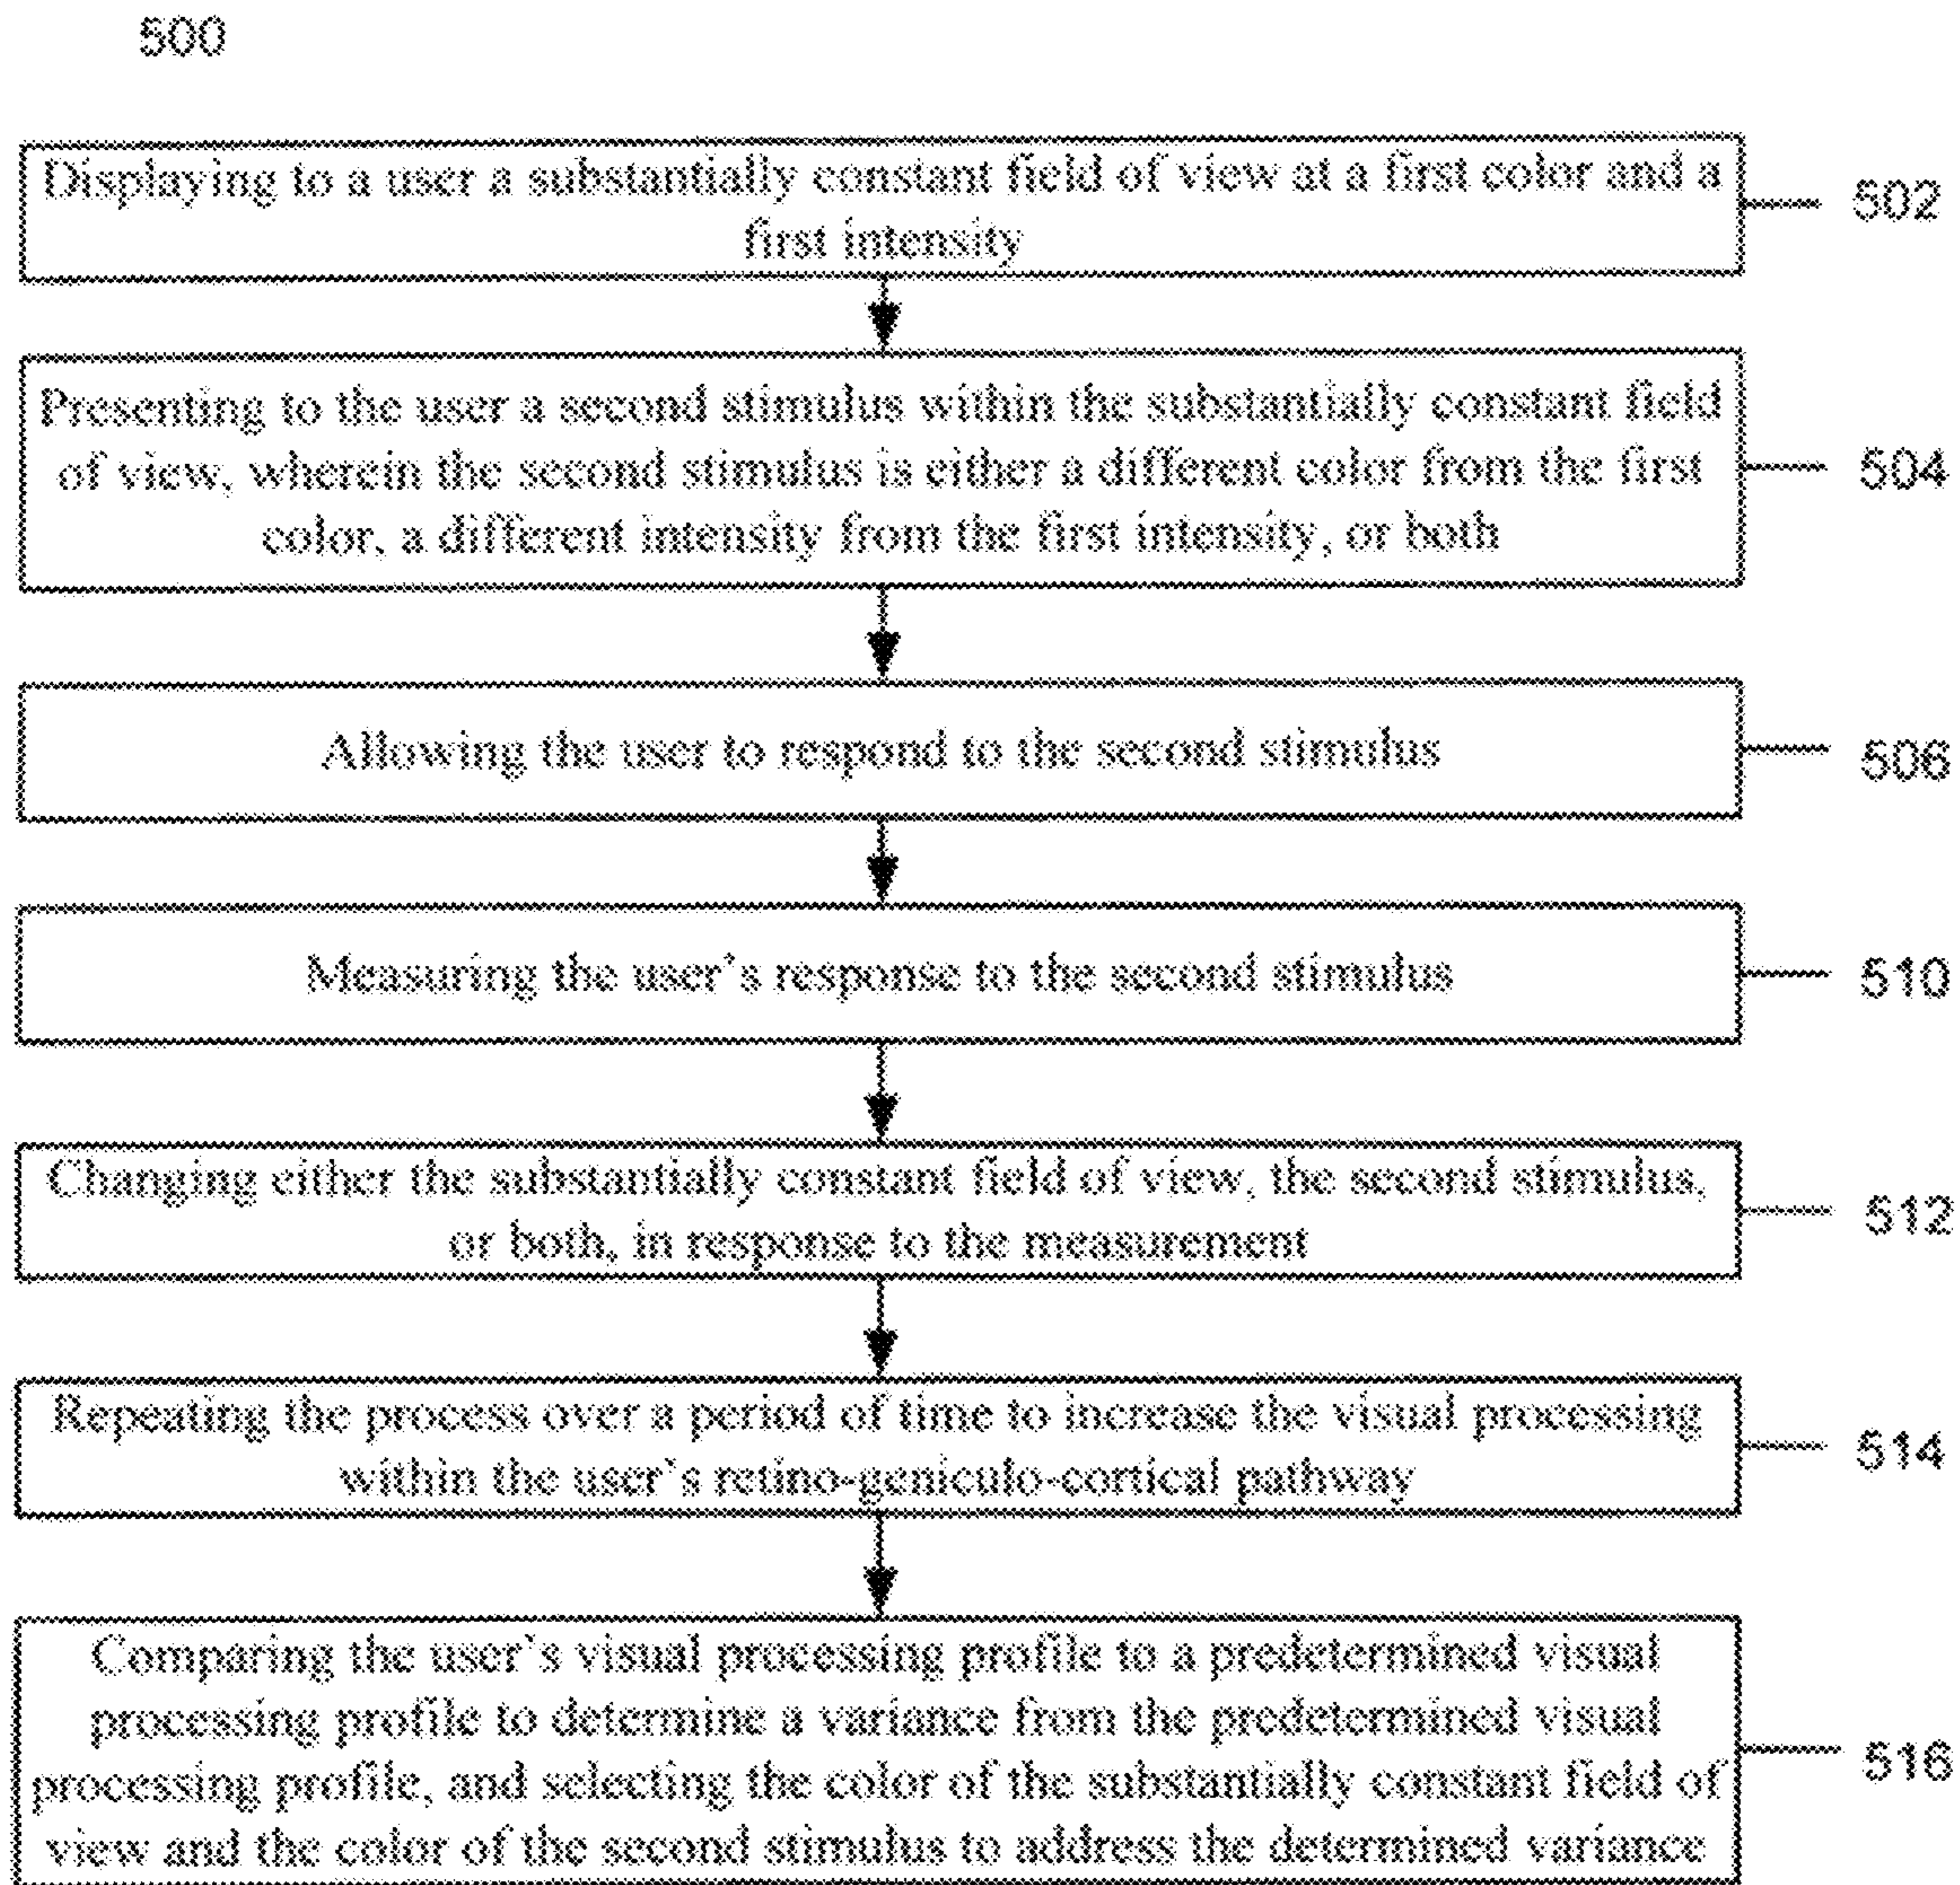 500
Displaying to a user a substantially constant field of view at a first color and a
first intensity
502
Presenting to the user a second stimulus within the substantially constant field
of view, wherein the second stimulus is either a different color from the first
color, a different intensity from the first intensity, or both
504
Allowing the user to respond to the second stimulus
506
Measuring the user's response to the second stimulus
510
Changing either the substantially constant field of view, the second stimulus,
or both, in response to the measurement
512
Repeating the process over a period of time to increase the visual processing
within the user's retino-geniculo-cortical pathway
514
Comparing the user's visual processing profile to a predetermined visual
processing profile to determine a variance from the predetermined visual
processing profile, and selecting the color of the substantially constant field of
view and the color of the second stimulus to address the determined variance
516